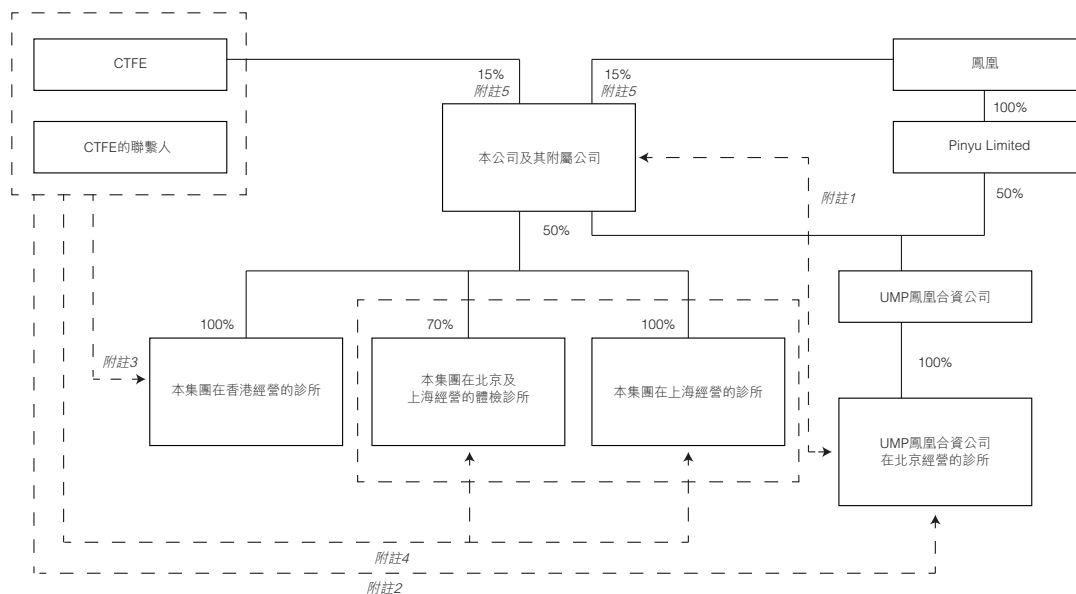 CTFE
鳳凰
15%
附註5
15%
附註5
100%
CTFE的聯繫人
本公司及其附屬公司
Pinyu Limited
附註1
50%
50%
UMP鳳凰合資公司
100%
70%
100%
附註3
100%
本集團在香港經營的診所
本集團在北京及
上海經營的體檢診所
本集團在上海經營的診所
UMP鳳凰合資公司
在北京經營的診所
附註4
附註2